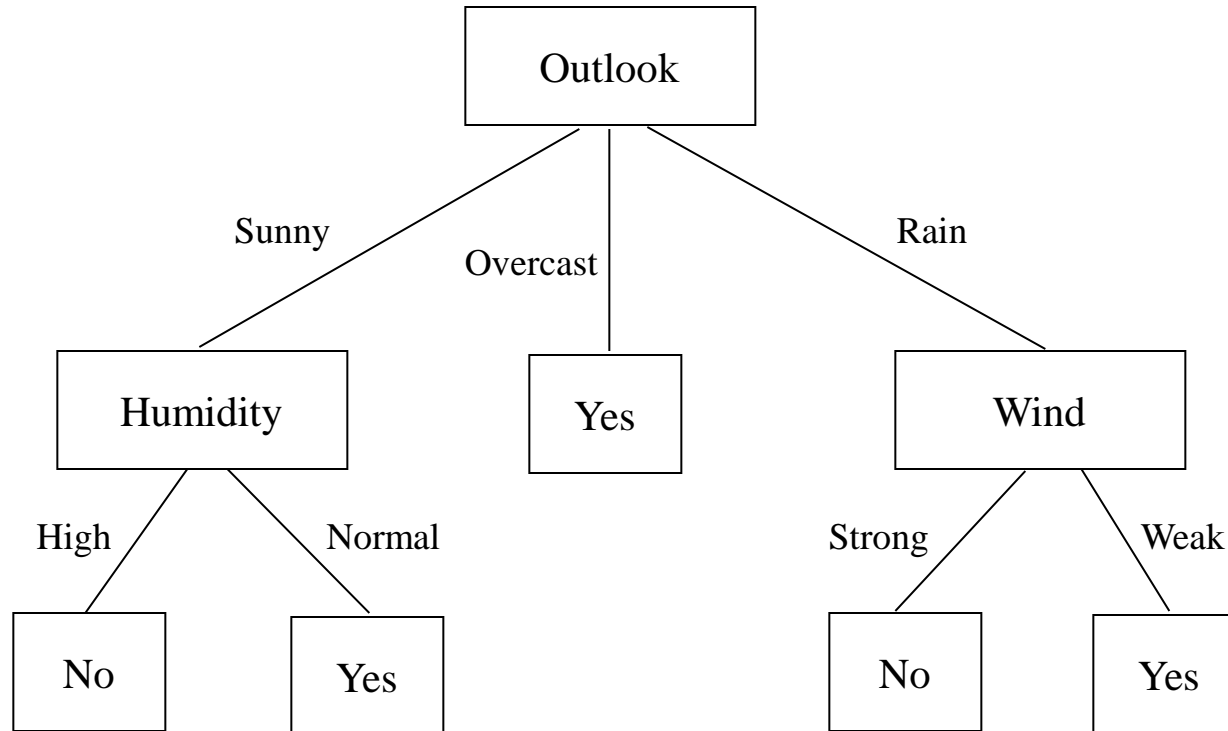 Outlook
Sunny
Overcast
Rain
Humidity
Yes
Wind
High
Normal
Strong
Weak
No
Yes
No
Yes